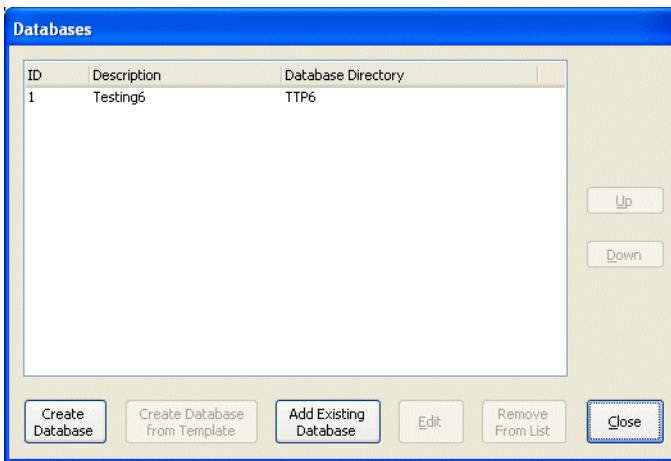 Databases
ID Description Database Directory
1 Testing6 TTP6
Up
Down
Create
Database
Create Database
from Template
Add Existing
Database
Edit
Remove
From List
Close